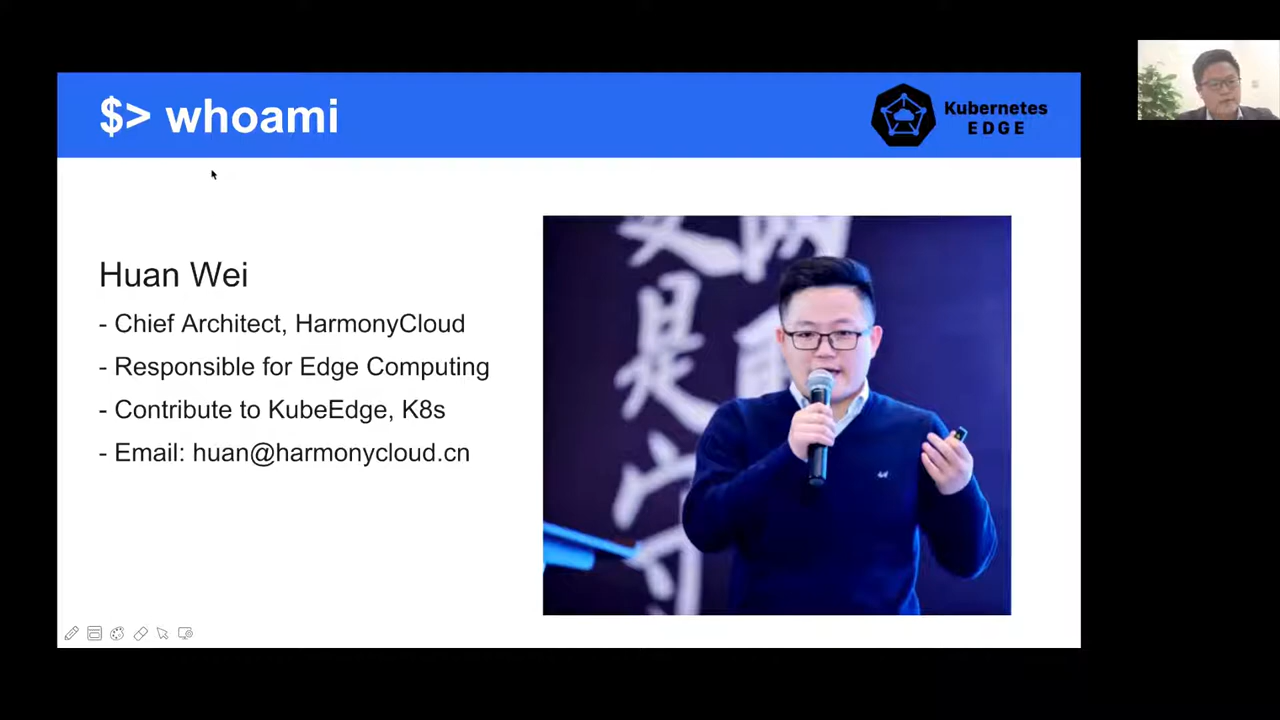 $> whoami
Kubernetes
EDGE
Huan Wei
- Chief Architect, HarmonyCloud
- Responsible for Edge Computing
- Contribute to KubeEdge, K8s
- Email: huan@harmonycloud.cn
是